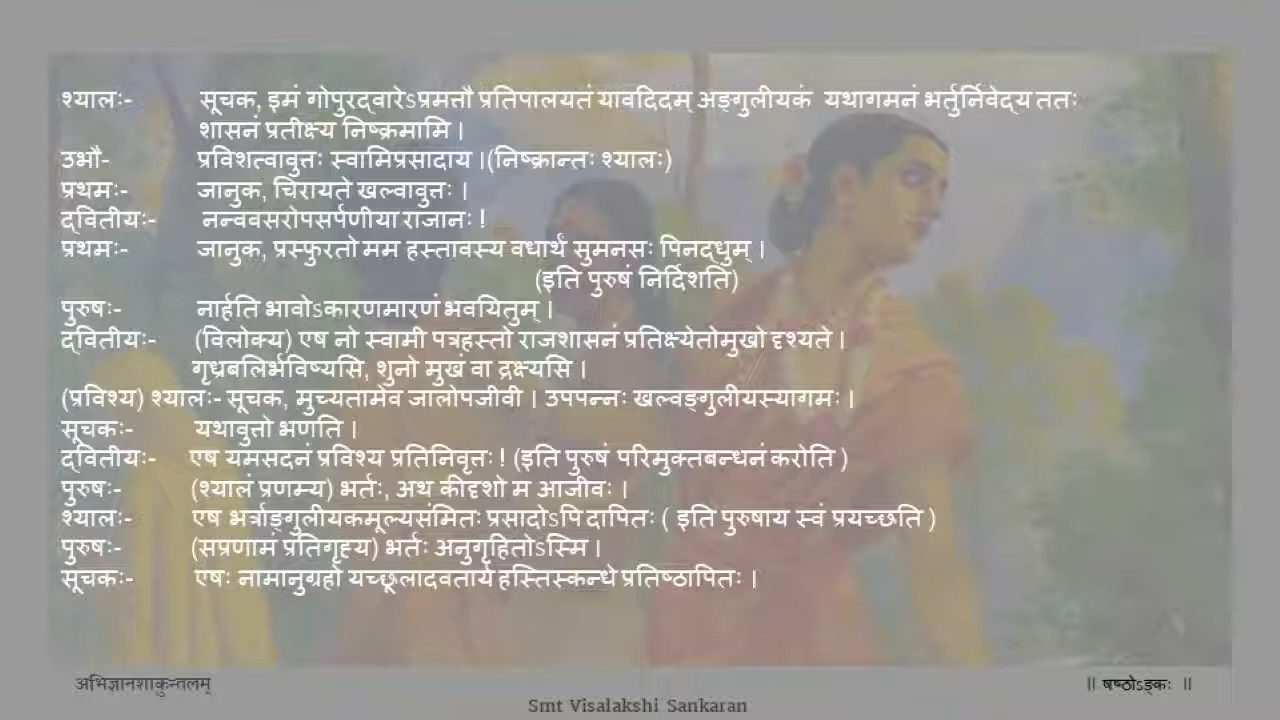 श्यालः- सूचक, इमं गोपुरद्वारेऽप्रमत्तौ प्रतिपालयतं यावदिदम् अङ्गुलीयकं यथागमनं भर्तुर्निवेद्य ततः
शासनं प्रतीक्ष्य निष्क्रमामि ।
उभौ- प्रविशत्वावुत्तः स्वामिप्रसादाय ।(निष्क्रान्तः श्यालः)
प्रथमः- जानुक, चिरायते खल्वावुत्तः ।
द्वितीयः- नन्ववसरोपसर्पणीया राजानः !
प्रथमः- जानुक, प्रस्फुरतो मम हस्तावस्य वधार्थं सुमनसः पिनद्धुम् ।
(इति पुरुषं निर्दिशति)
पुरुषः- नार्हति भावोऽकारणमारणं भवयितुम् ।
द्वितीयः- (विलोक्य) एष नो स्वामी पत्रहस्तो राजशासनं प्रतिक्ष्येतोमुखो दृश्यते ।
गृध्रबलिर्भविष्यसि, शुनो मुखं वा द्रक्ष्यसि ।
(प्रविश्य) श्यालः- सूचक, मुच्यतामेव जालोपजीवी । उपपन्नः खल्वङ्गुलीयस्यागमः ।
सूचकः- यथावुत्तो भणति ।
द्वितीयः- एष यमसदनं प्रविश्य प्रतिनिवृत्तः ! (इति पुरुषं परिमुक्तबन्धनं करोति )
पुरुषः- (श्यालं प्रणम्य) भर्तः, अथ कीदृशो म आजीवः ।
श्यालः- एष भर्त्राङ्गुलीयकमूल्यसंमितः प्रसादोऽपि दापितः ( इति पुरुषाय स्वं प्रयच्छति )
पुरुषः- (सप्रणामं प्रतिगृह्य) भर्तः अनुगृहितोऽस्मि ।
सूचकः- एषः नामानुग्रहो यच्छूलादवतार्य हस्तिस्कन्धे प्रतिष्ठापितः ।
अभिज्ञानशाकुन्तलम् ॥ षष्ठोऽङ्कः ॥
Smt Visalakshi Sankaran